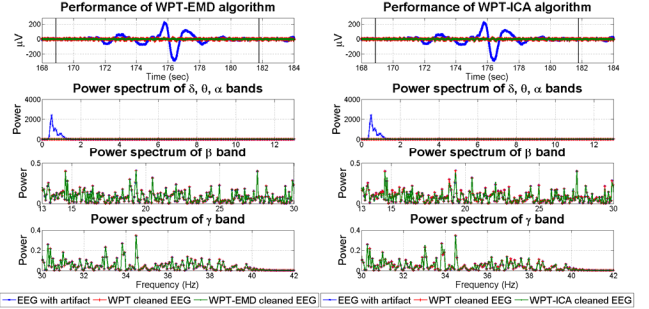 Performance of WPT-EMD algorithm
μV
200
0
-200
168 170 172 174 176 178 180 182 184
Time (sec)
Power spectrum of δ, θ, α bands
Power
4000
2000
0
0 2 4 6 8 10 12
Power spectrum of β band
Power
0.5
0
13 15 20 25 30
Power spectrum of γ band
Power
0.4
0.2
0
30 32 34 36 38 40 42
Frequency (Hz)
EEG with artifact WPT cleaned EEG WPT-EMD cleaned EEG
Performance of WPT-ICA algorithm
μV
200
0
-200
168 170 172 174 176 178 180 182 184
Time (sec)
Power spectrum of δ, θ, α bands
Power
4000
2000
0
0 2 4 6 8 10 12
Power spectrum of β band
Power
0.5
0
13 15 20 25 30
Power spectrum of γ band
Power
0.4
0.2
0
30 32 34 36 38 40 42
Frequency (Hz)
EEG with artifact WPT cleaned EEG WPT-ICA cleaned EEG